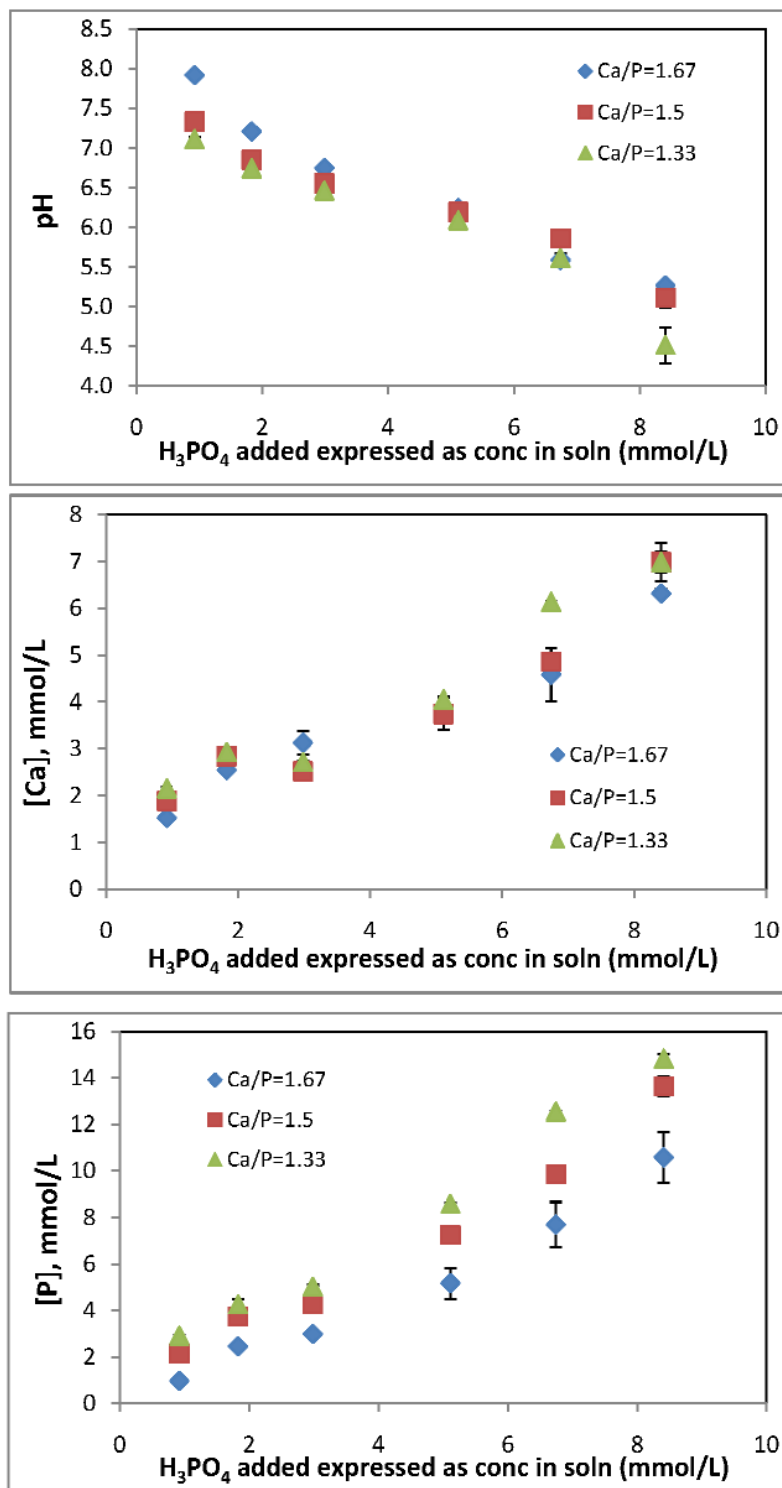 8.5
8.0
7.5
7.0
6.5
6.0
5.5
5.0
4.5
4.0
pH
Ca/P=1.67
Ca/P=1.5
Ca/P=1.33
0 2 4 6 8 10
H₃PO₄ added expressed as conc in soln (mmol/L)
8
7
6
5
4
3
2
1
0
[Ca], mmol/L
Ca/P=1.67
Ca/P=1.5
Ca/P=1.33
0 2 4 6 8 10
H₃PO₄ added expressed as conc in soln (mmol/L)
16
14
12
10
8
6
4
2
0
[P], mmol/L
Ca/P=1.67
Ca/P=1.5
Ca/P=1.33
0 2 4 6 8 10
H₃PO₄ added expressed as conc in soln (mmol/L)